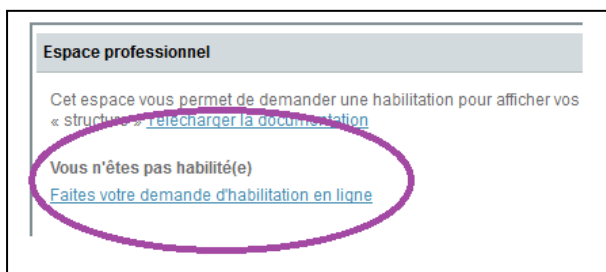 Espace professionnel
Cet espace vous permet de demander une habilitation pour afficher vos
« structure » Télécharger la documentation
Vous n'êtes pas habilité(e)
Faites votre demande d'habilitation en ligne